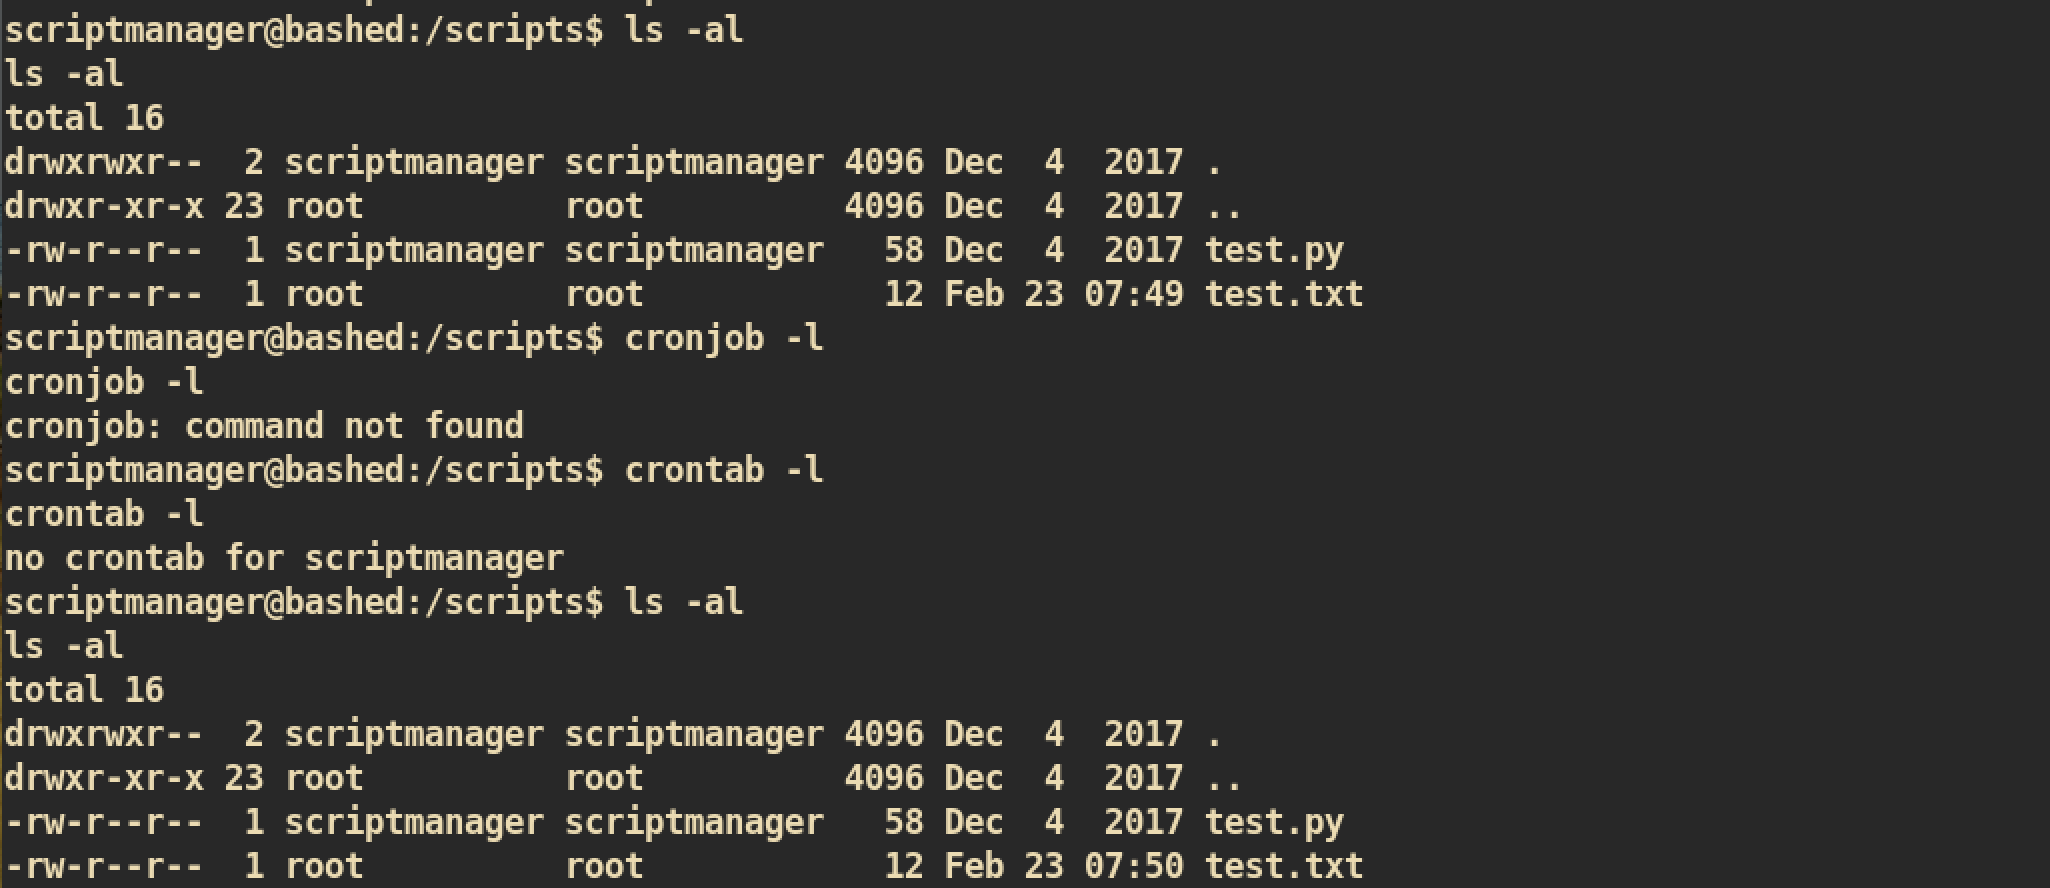 scriptmanager@bashed:/scripts$ ls -al
ls -al
total 16
drwxrwxr--  2 scriptmanager scriptmanager 4096 Dec  4  2017 .
drwxr-xr-x 23 root          root          4096 Dec  4  2017 ..
-rw-r--r--  1 scriptmanager scriptmanager   58 Dec  4  2017 test.py
-rw-r--r--  1 root          root            12 Feb 23 07:49 test.txt
scriptmanager@bashed:/scripts$ cronjob -l
cronjob -l
cronjob: command not found
scriptmanager@bashed:/scripts$ crontab -l
crontab -l
no crontab for scriptmanager
scriptmanager@bashed:/scripts$ ls -al
ls -al
total 16
drwxrwxr--  2 scriptmanager scriptmanager 4096 Dec  4  2017 .
drwxr-xr-x 23 root          root          4096 Dec  4  2017 ..
-rw-r--r--  1 scriptmanager scriptmanager   58 Dec  4  2017 test.py
-rw-r--r--  1 root          root            12 Feb 23 07:50 test.txt